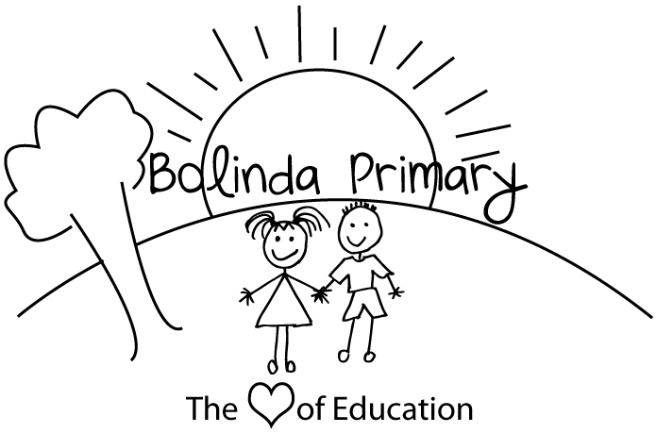 Bolinda Primary
The of Education